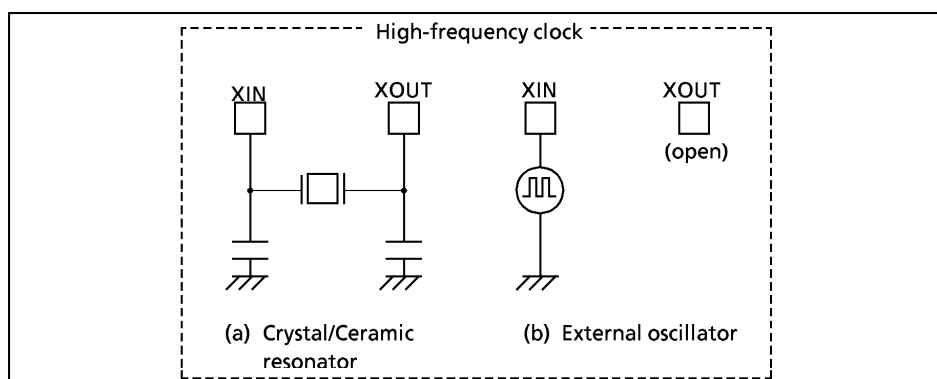 High-frequency clock
XIN
XOUT
XIN
XOUT
(open)
(a) Crystal/Ceramic
resonator
(b) External oscillator